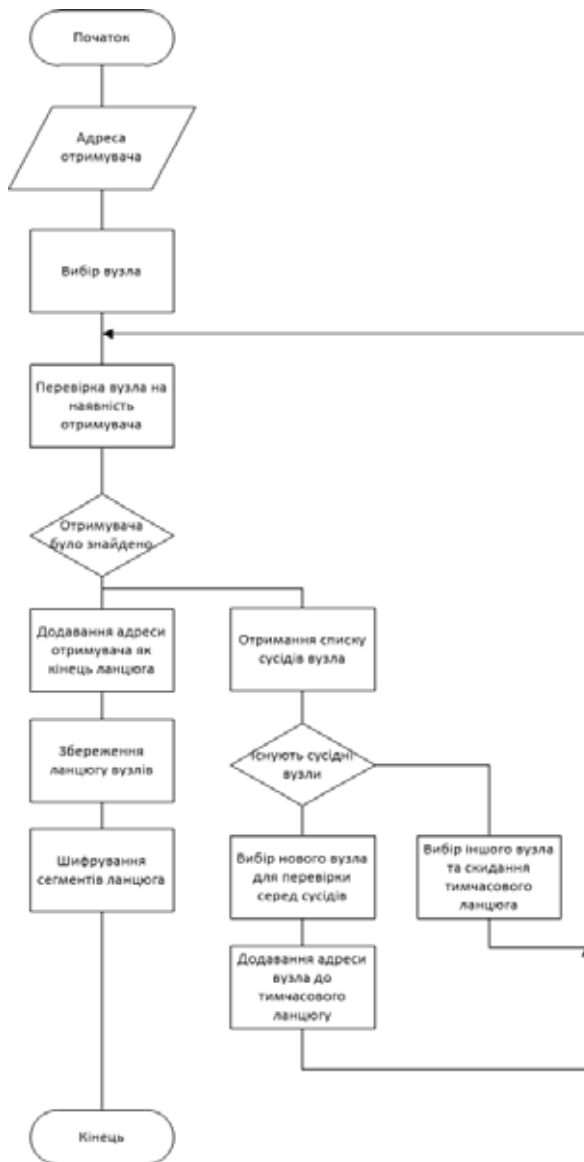 Початок
Адреса
отримувача
Вибір вузла
Перевірка вузла на
наявність
отримувача
Отримувача
було знайдено
Додавання адреси
отримувача як
кінець ланцюга
Збереження
ланцюгу вузлів
Шифрування
сегментів ланцюга
Отримання списку
сусідів вузла
Існують сусідні
вузли
Вибір нового вузла
для перевірки
серед сусідів
Додавання адреси
вузла до
тимчасового
ланцюгу
Вибір іншого вузла
та скидання
тимчасового
ланцюга
Кінець